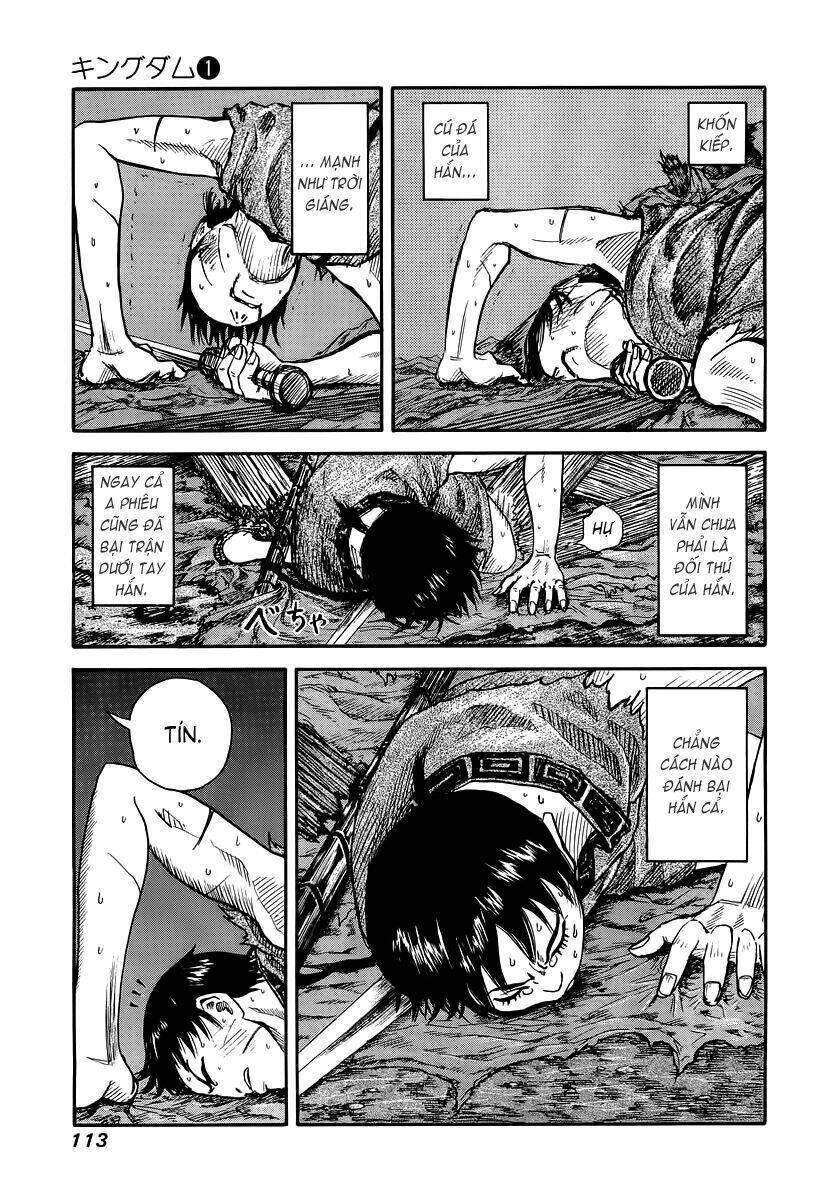 キングダム❶
KHỐN
KIẾP.
CÚ ĐÁ
CỦA
HẮN...
... MẠNH
NHƯ TRỜI
GIÁNG.
MÌNH
VẪN CHƯA
PHẢI LÀ
ĐỐI THỦ
CỦA HẮN.
HỰ
NGAY CẢ
A PHIÊU
CŨNG ĐÃ
BẠI TRẬN
DƯỚI TAY
HẮN.
べちゃ
CHẲNG
CÁCH NÀO
ĐÁNH BẠI
HẮN CẢ.
TÍN.
113